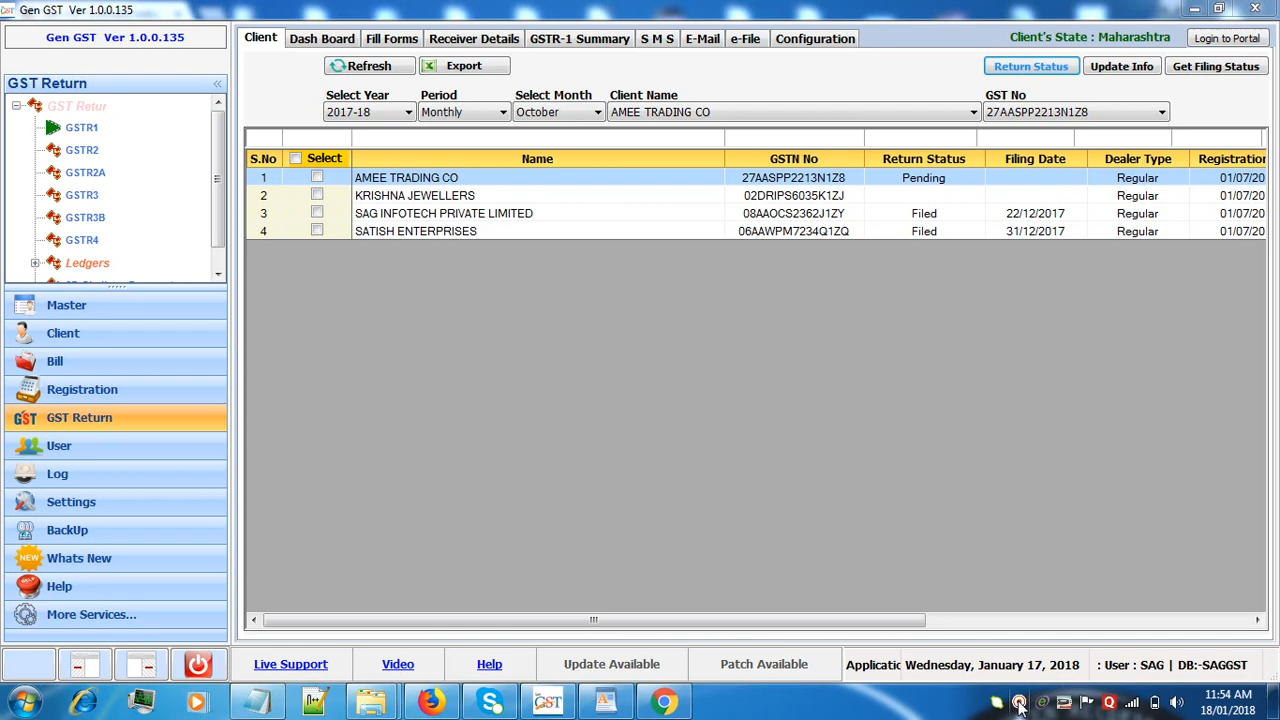 Gen GST Ver 1.0.0.135
Gen GST Ver 1.0.0.135
Client Dash Board Fill Forms Receiver Details GSTR-1 Summary S M S E-Mail e-File Configuration Client's State : Maharashtra Login to Portal
GST Return
Refresh Export Return Status Update Info Get Filing Status
Select Year Period Select Month Client Name GST No
2017-18 Monthly October AMEE TRADING CO 27AASPP2213N1Z8
GST Retur
GSTR1
GSTR2
GSTR2A
GSTR3
GSTR3B
GSTR4
Ledgers
S.No Select Name GSTN No Return Status Filing Date Dealer Type Registration
1 AMEE TRADING CO 27AASPP2213N1Z8 Pending Regular 01/07/20
2 KRISHNA JEWELLERS 02DRIPS6035K1ZJ Regular 01/07/20
3 SAG INFOTECH PRIVATE LIMITED 08AAOCS2362J1ZY Filed 22/12/2017 Regular 01/07/20
4 SATISH ENTERPRISES 06AAWPM7234Q1ZQ Filed 31/12/2017 Regular 01/07/20
Master
Client
Bill
Registration
GST GST Return
User
Log
Settings
BackUp
NEW Whats New
Help
More Services...
Live Support Video Help Update Available Patch Available Applicatic Wednesday, January 17, 2018 : User : SAG | DB:-SAGGST
GST
11:54 AM
18/01/2018